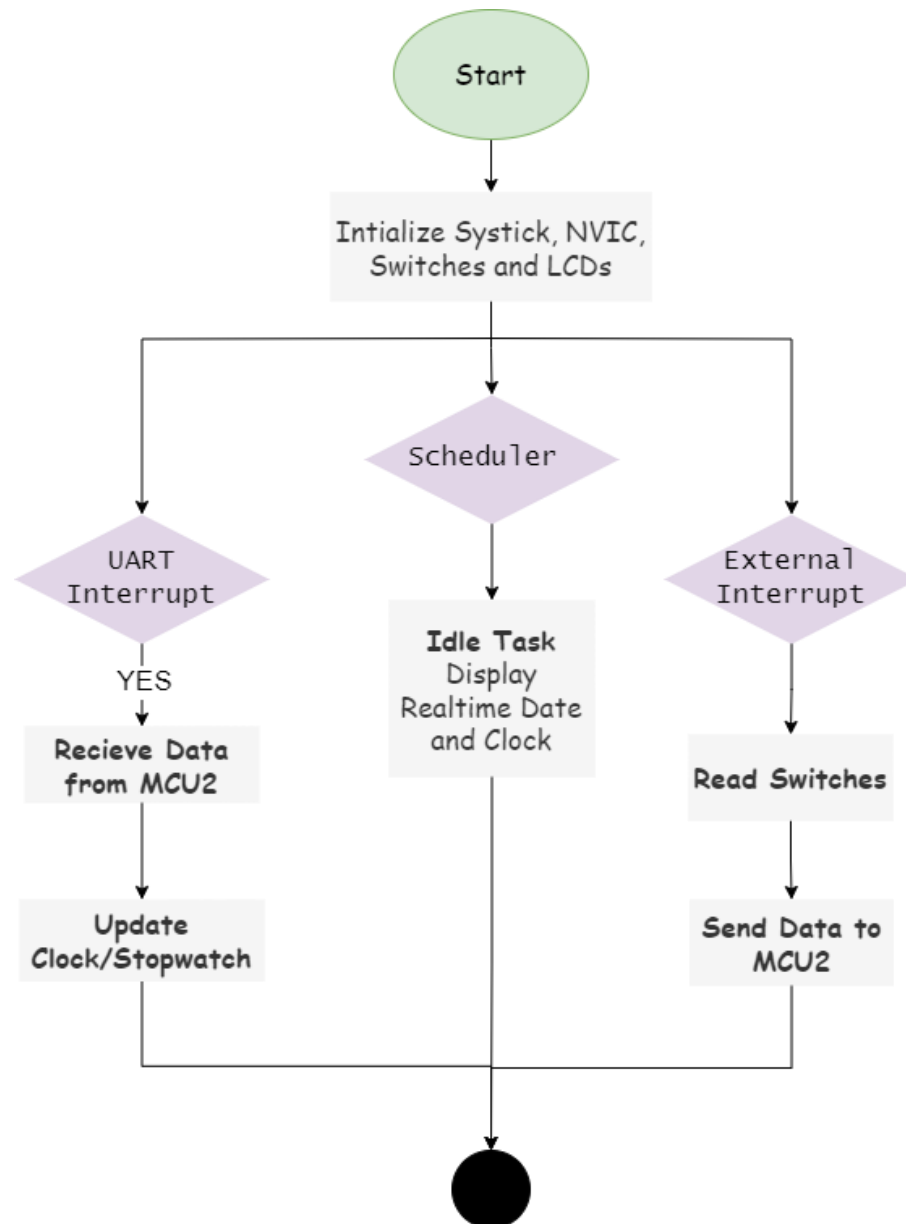 Start
Intialize Systick, NVIC,
Switches and LCDs
Scheduler
UART
Interrupt
External
Interrupt
YES
Idle Task
Display
Realtime Date
and Clock
Recieve Data
from MCU2
Read Switches
Update
Clock/Stopwatch
Send Data to
MCU2